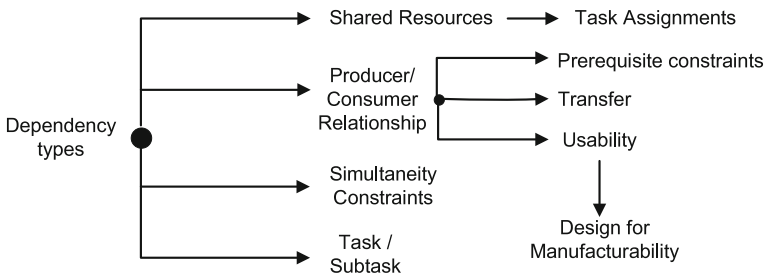 Shared Resources
Task Assignments
Producer/
Consumer
Relationship
Prerequisite constraints
Transfer
Usability
Dependency
types
Simultaneity
Constraints
Design for
Manufacturability
Task /
Subtask